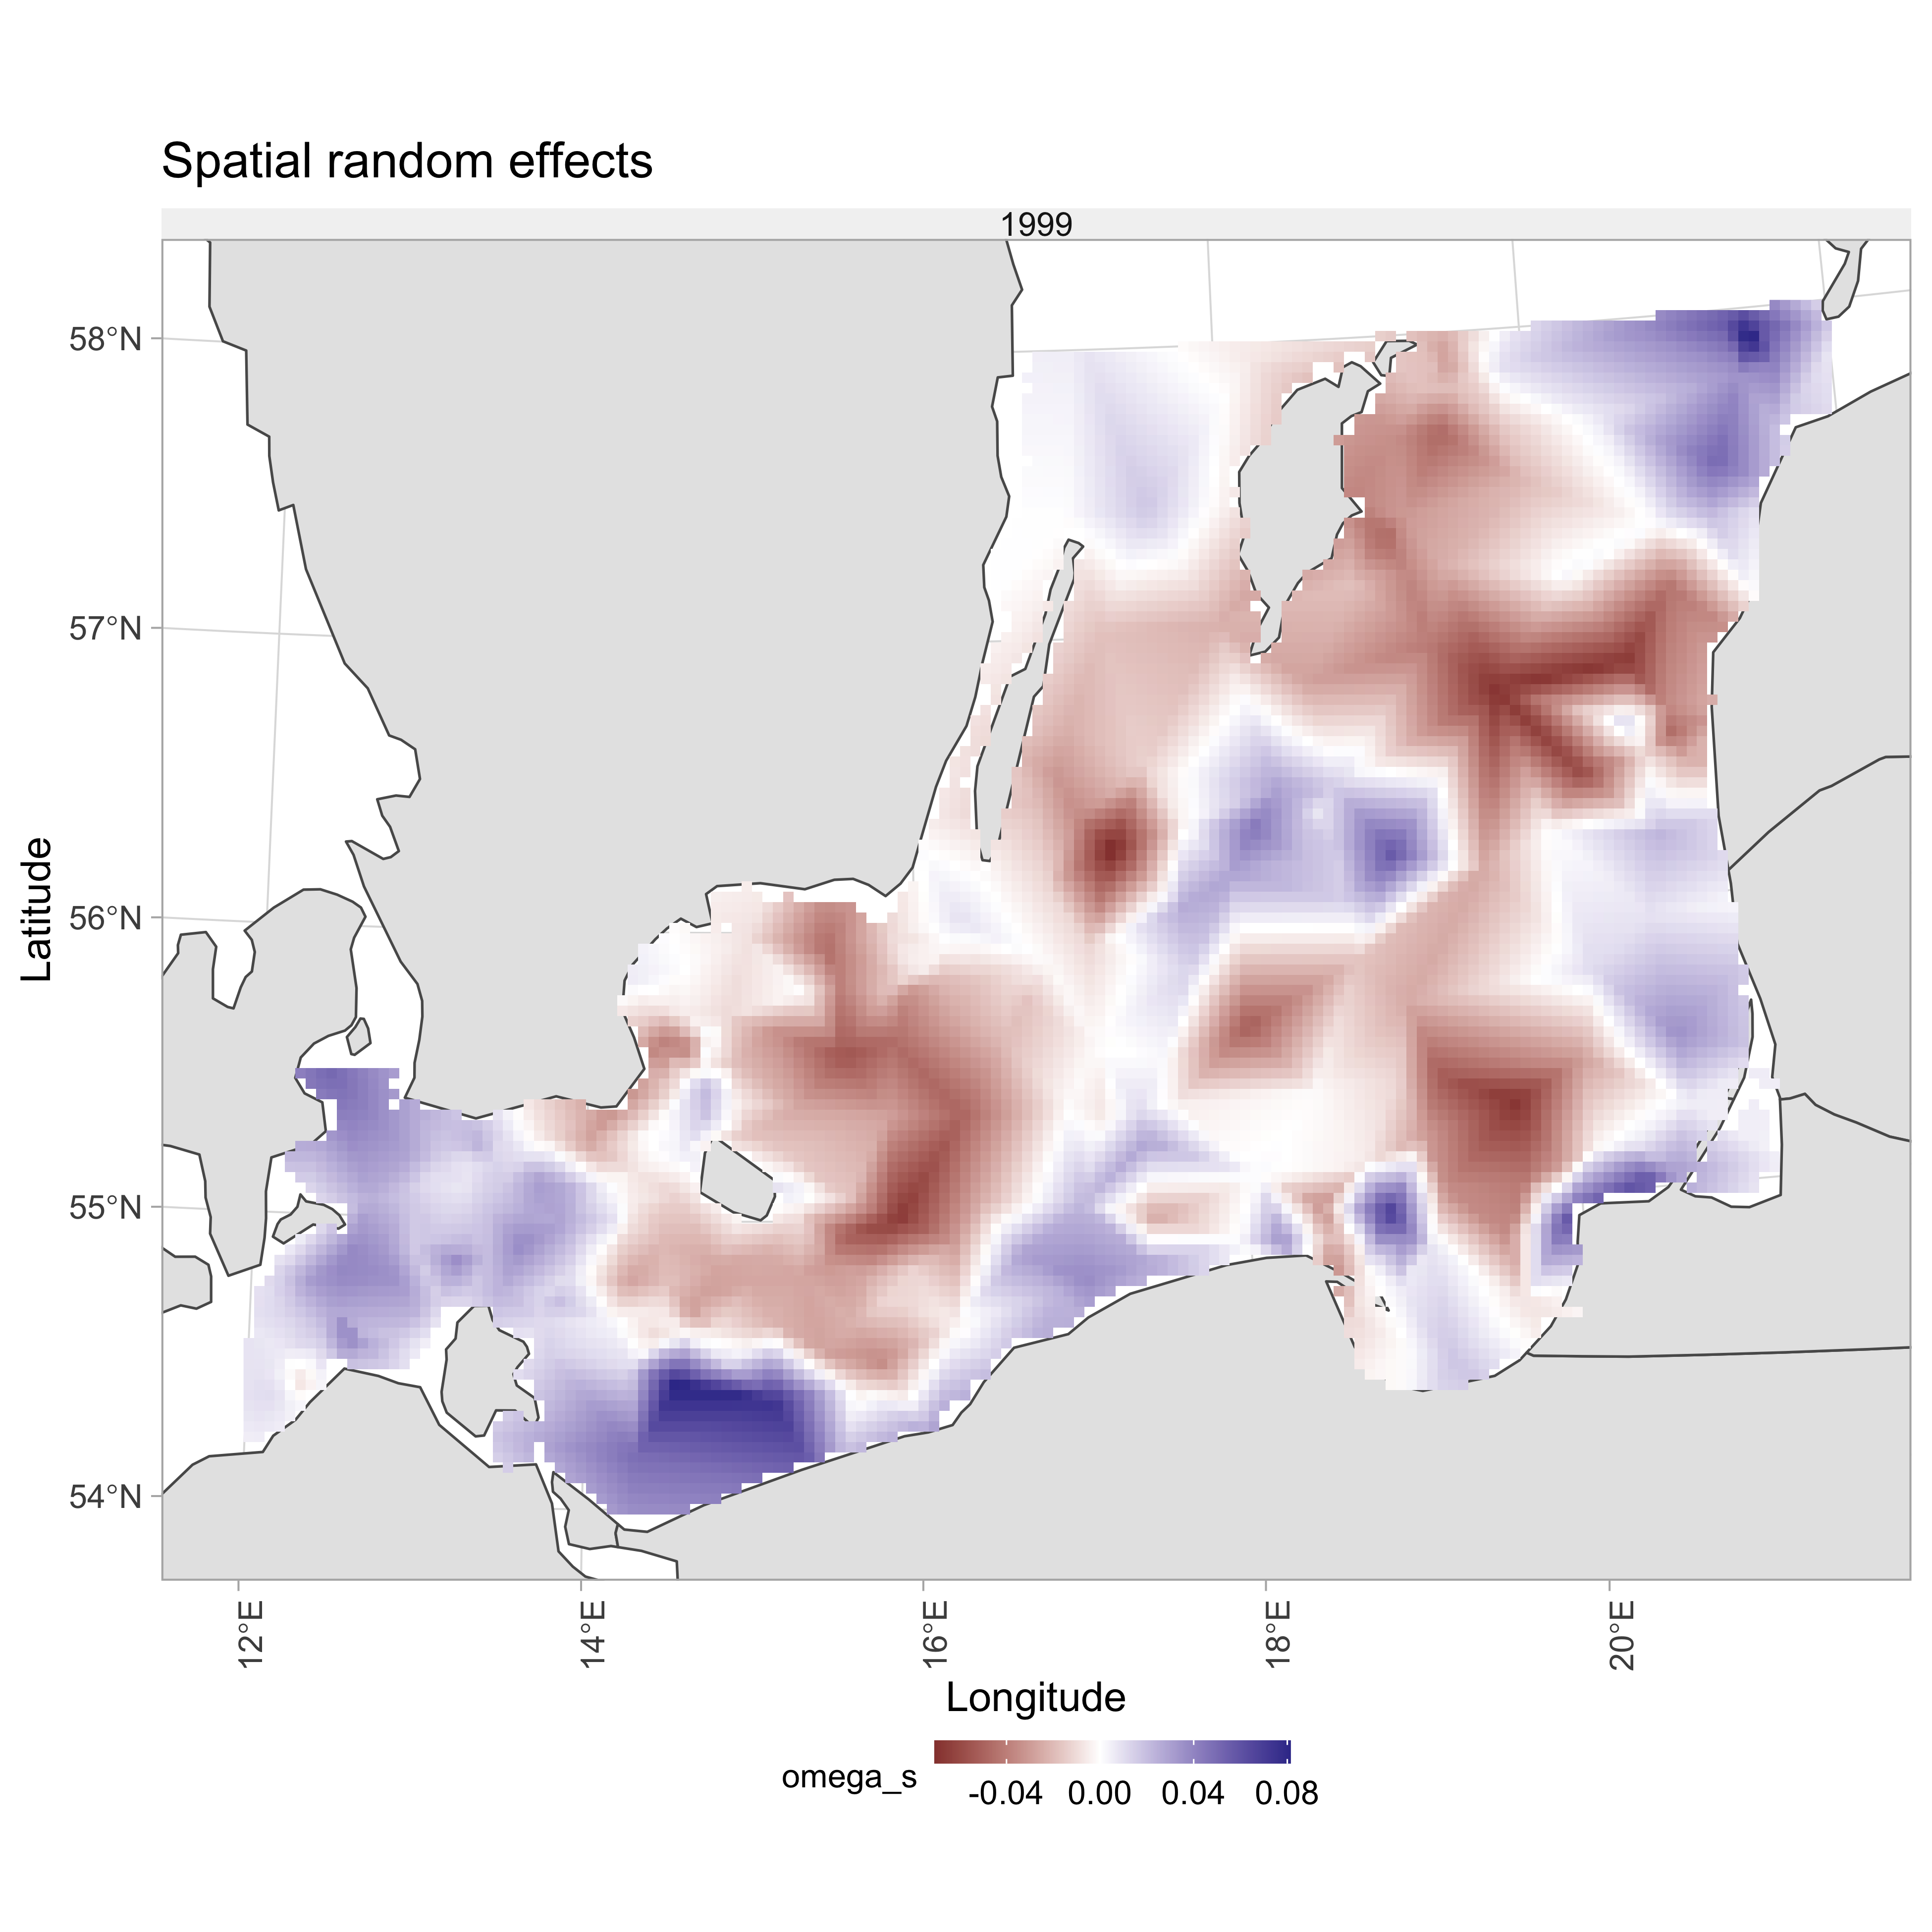 Spatial random effects
1999
58°N
57°N
56°N
55°N
54°N
Latitude
12°E
14°E
16°E
18°E
20°E
Longitude
omega_s
-0.04 0.00 0.04 0.08